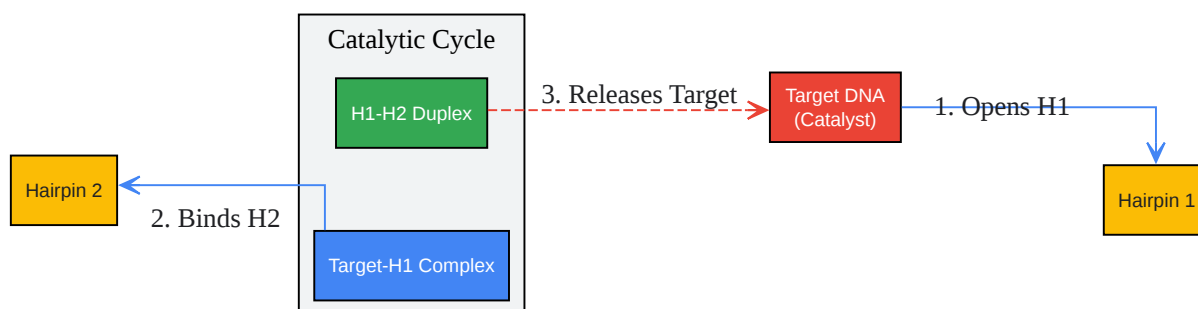 Catalytic Cycle
H1-H2 Duplex
3. Releases Target
Target DNA
(Catalyst)
1. Opens H1
Hairpin 2
2. Binds H2
Hairpin 1
Target-H1 Complex